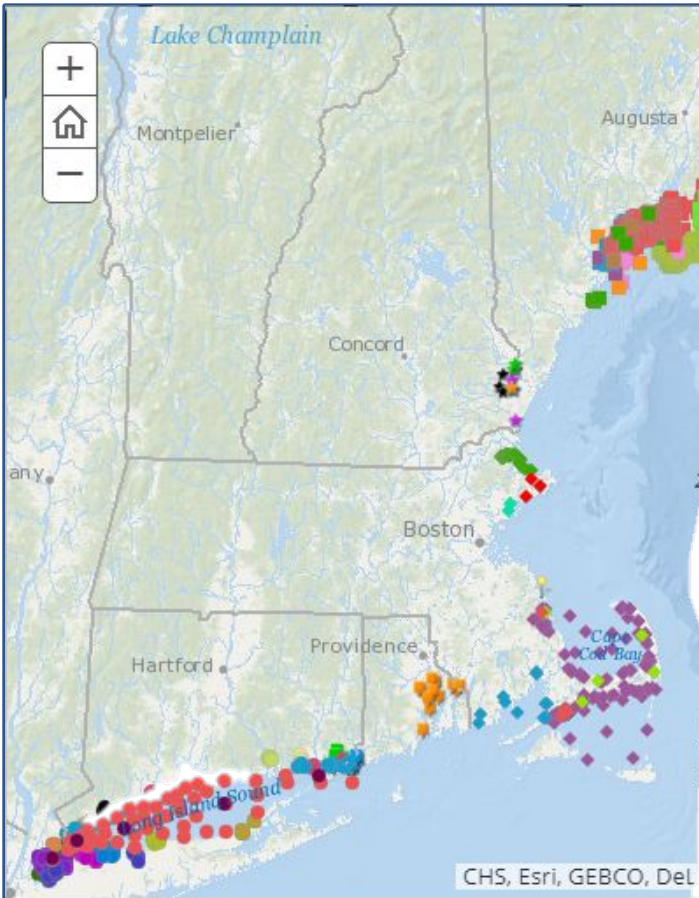 Lake Champlain
+
−
Montpelier
Augusta
Concord
any
Boston
Cape
Cod Bay
Providence
Hartford
Long Island Sound
CHS, Esri, GEBCO, DeL